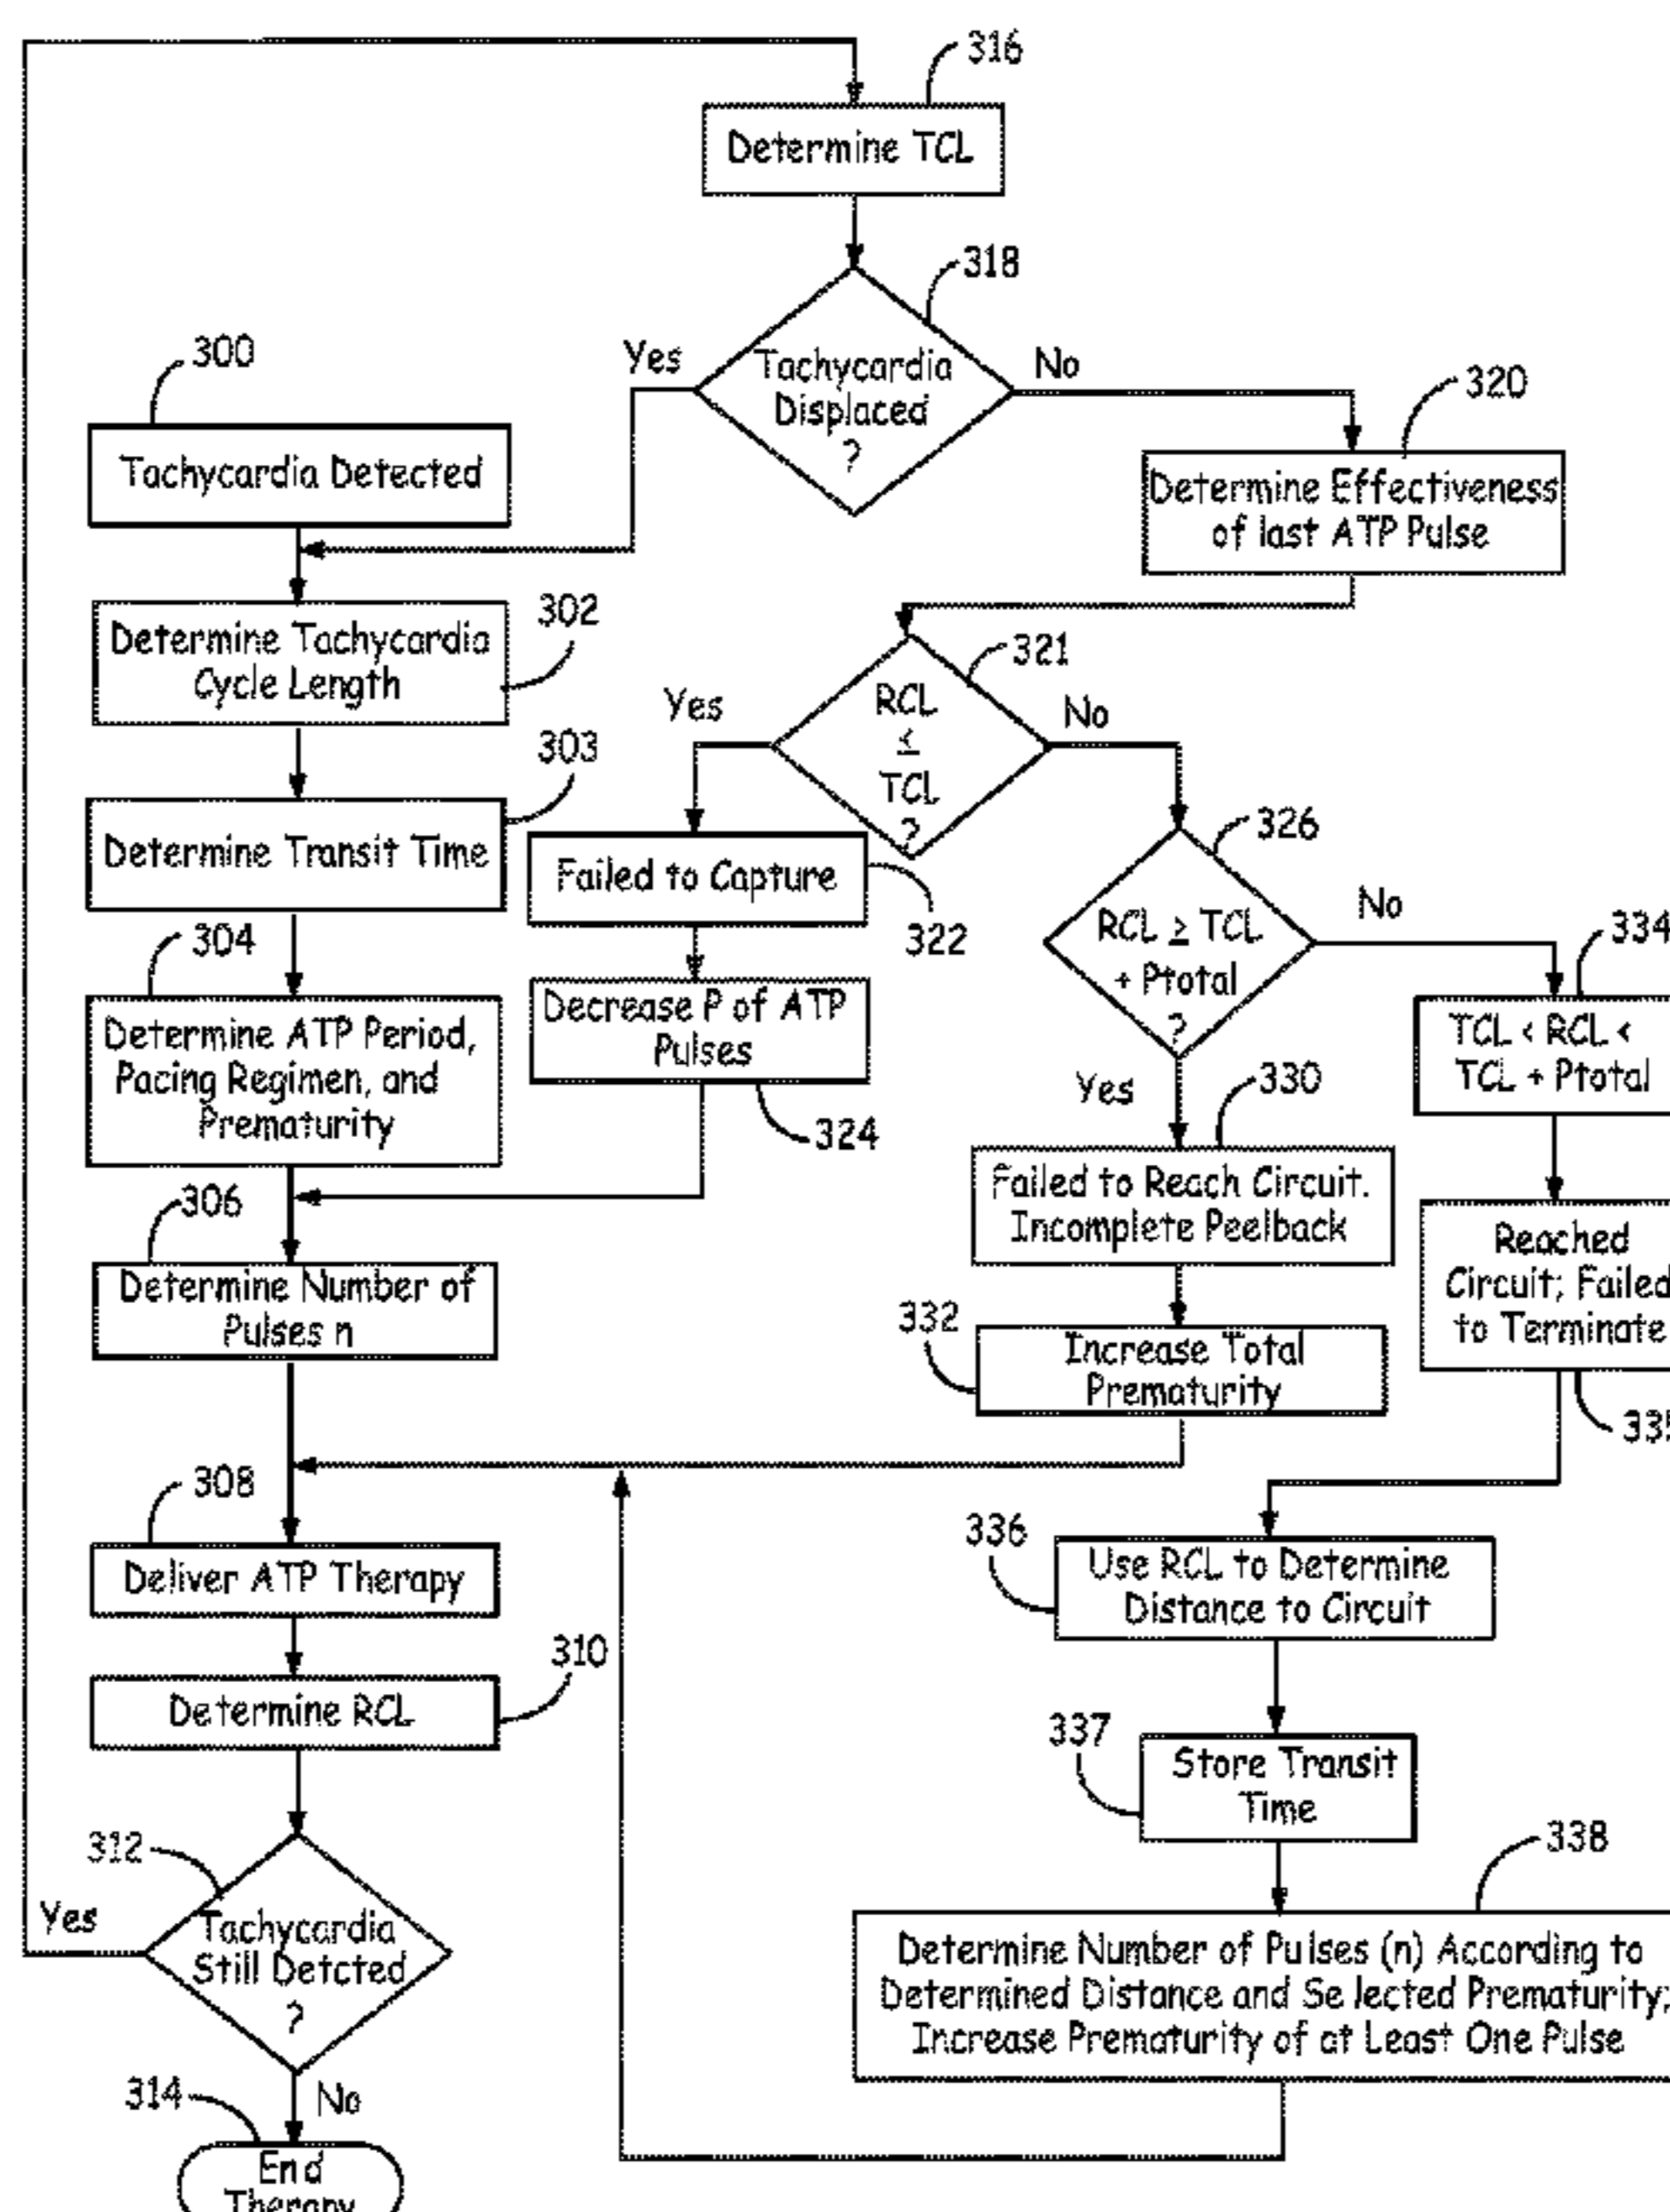 316
Determine TCL
318
Tachycardia
Displaced
?
Yes
No
300
Tachycardia Detected
320
Determine Effectiveness
of last ATP Pulse
302
Determine Tachycardia
Cycle Length
321
RCL
≤
TCL
?
Yes
No
303
Determine Transit Time
322
Failed to Capture
326
RCL ≥ TCL
+ Ptotal
?
No
Yes
304
Determine ATP Period,
Pacing Regimen, and
Prematurity
324
Decrease P of ATP
Pulses
334
TCL < RCL <
TCL + Ptotal
330
Failed to Reach Circuit.
Incomplete Peelback
306
Determine Number of
Pulses n
Reached
Circuit; Failed
to Terminate
332
Increase Total
Prematurity
308
Deliver ATP Therapy
336
Use RCL to Determine
Distance to Circuit
310
Determine RCL
337
Store Transit
Time
312
Tachycardia
Still Detcted
?
Yes
No
338
Determine Number of Pulses (n) According to
Determined Distance and Selected Prematurity;
Increase Prematurity of at Least One Pulse
314
End
Therapy